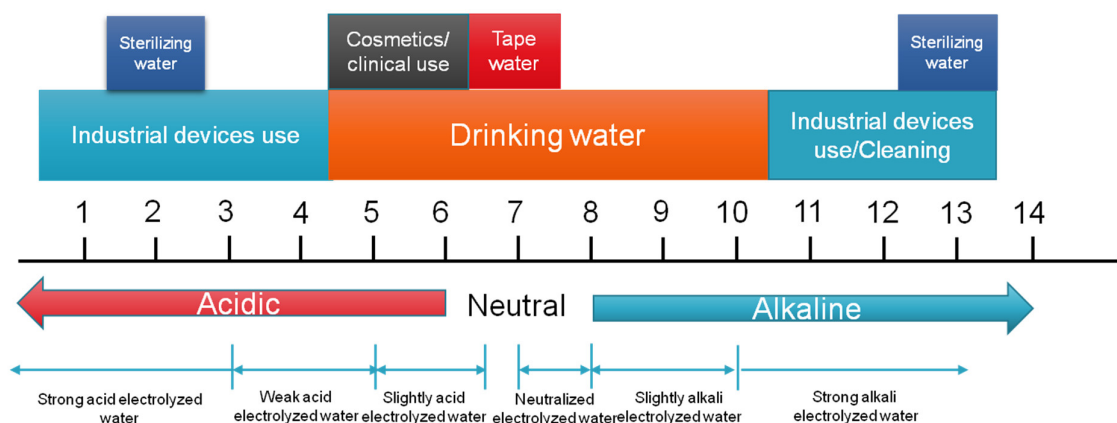 Sterilizing
water
Cosmetics/
clinical use
Tape
water
Sterilizing
water
Industrial devices use
Drinking water
Industrial devices
use/Cleaning
1 2 3 4 5 6 7 8 9 10 11 12 13 14
Acidic
Neutral
Alkaline
Strong acid electrolyzed
water
Weak acid
electrolyzed water
Slightly acid
electrolyzed water
Neutralized
electrolyzed water
Slightly alkali
electrolyzed water
Strong alkali
electrolyzed water